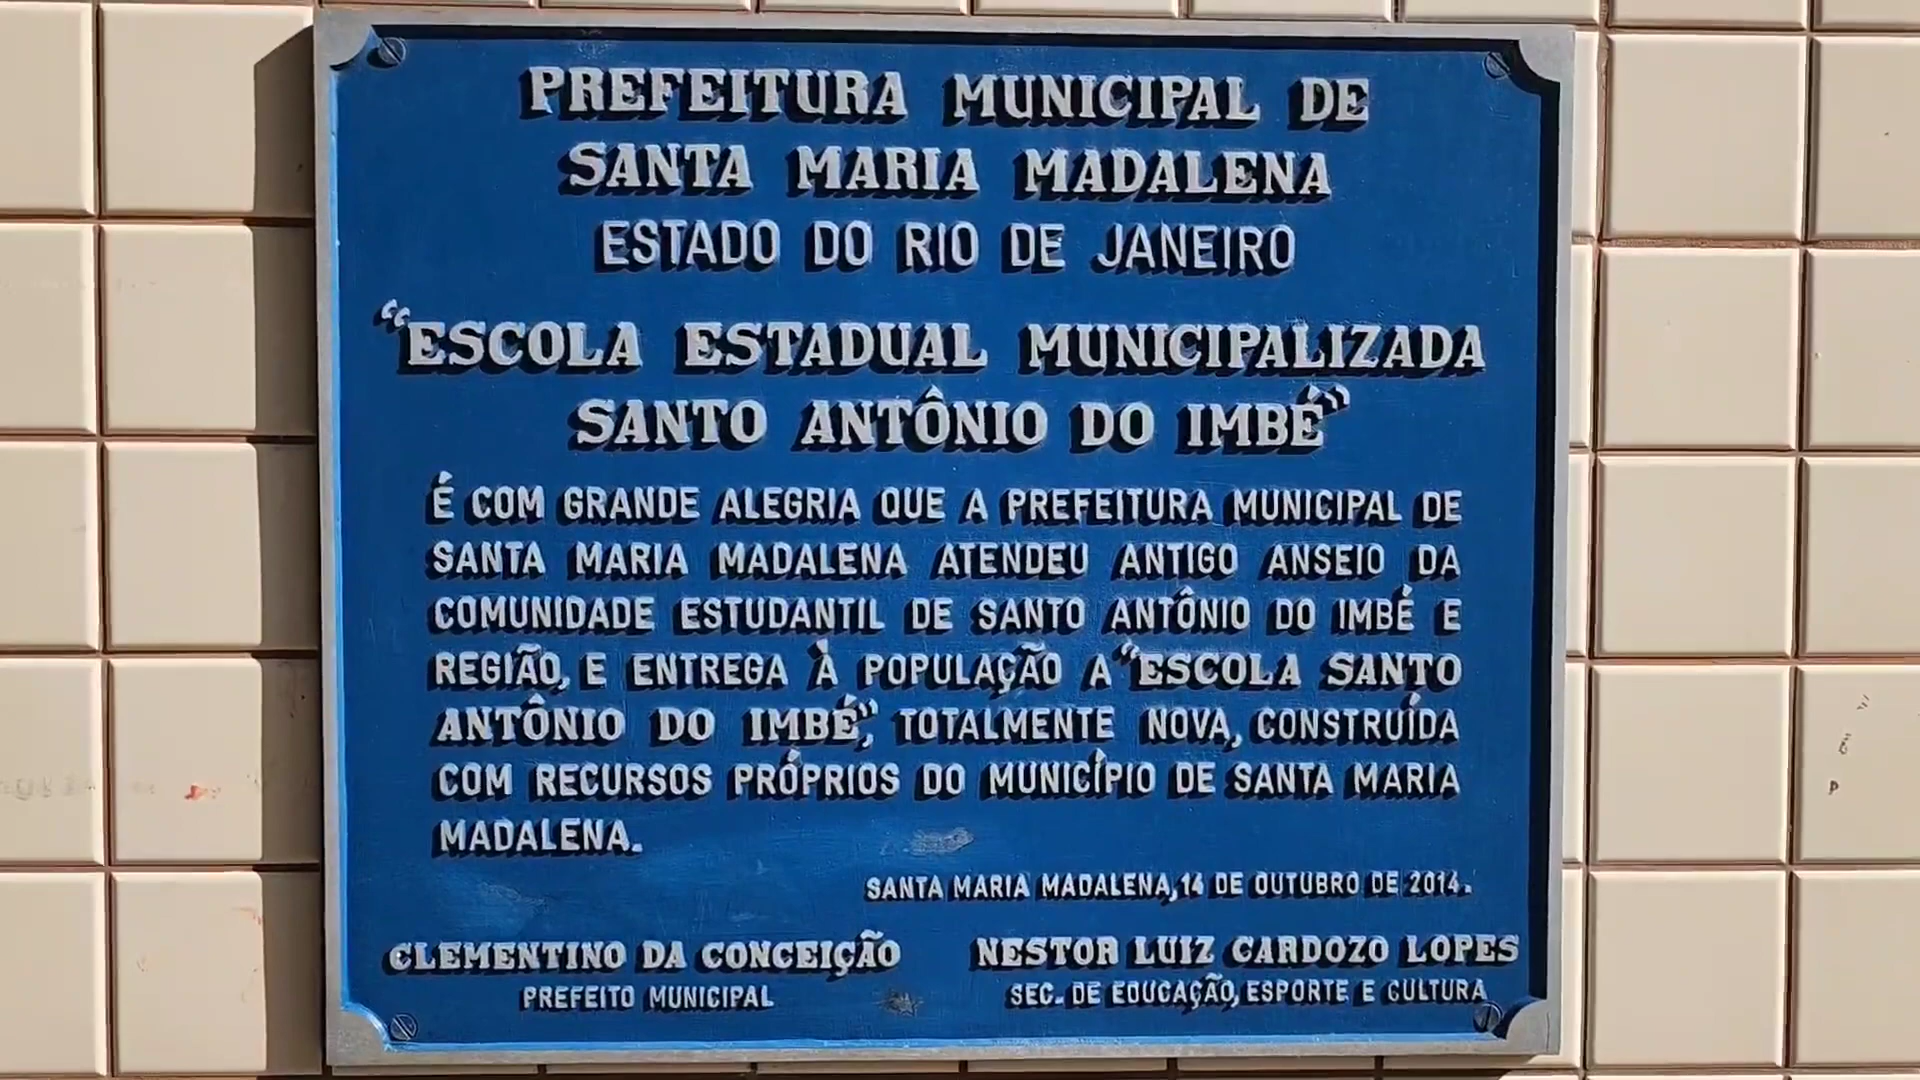 PREFEITURA MUNICIPAL DE
SANTA MARIA MADALENA
ESTADO DO RIO DE JANEIRO
“ESCOLA ESTADUAL MUNICIPALIZADA
SANTO ANTÔNIO DO IMBÉ”
É COM GRANDE ALEGRIA QUE A PREFEITURA MUNICIPAL DE
SANTA MARIA MADALENA ATENDEU ANTIGO ANSEIO DA
COMUNIDADE ESTUDANTIL DE SANTO ANTÔNIO DO IMBÉ E
REGIÃO, E ENTREGA À POPULAÇÃO A “ESCOLA SANTO
ANTÔNIO DO IMBÉ”, TOTALMENTE NOVA, CONSTRUÍDA
COM RECURSOS PRÓPRIOS DO MUNICÍPIO DE SANTA MARIA
MADALENA.
SANTA MARIA MADALENA, 14 DE OUTUBRO DE 2014.
CLEMENTINO DA CONCEIÇÃO
PREFEITO MUNICIPAL
NESTOR LUIZ CARDOZO LOPES
SEC. DE EDUCAÇÃO, ESPORTE E CULTURA